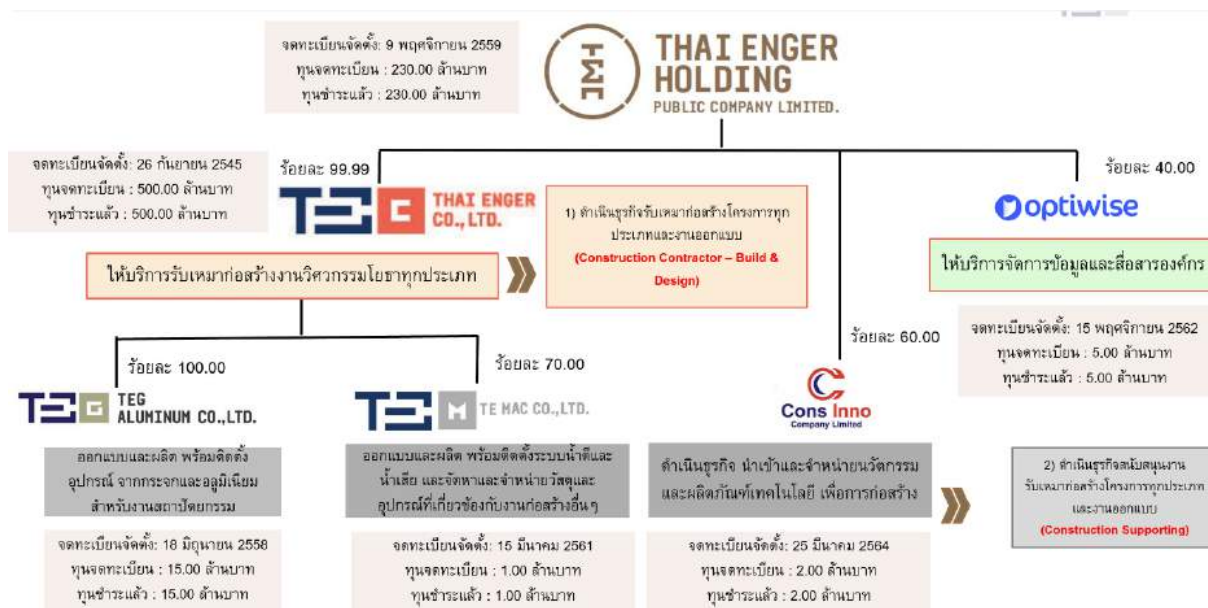 จดทะเบียนจัดตั้ง: 9 พฤศจิกายน 2559
ทุนจดทะเบียน : 230.00 ล้านบาท
ทุนชำระแล้ว : 230.00 ล้านบาท
THAI ENGER
HOLDING
PUBLIC COMPANY LIMITED.
จดทะเบียนจัดตั้ง: 26 กันยายน 2545
ทุนจดทะเบียน : 500.00 ล้านบาท
ทุนชำระแล้ว : 500.00 ล้านบาท
ร้อยละ 99.99
THAI ENGER
CO., LTD.
ให้บริการรับเหมาก่อสร้างงานวิศวกรรมโยธาทุกประเภท
1) ดำเนินธุรกิจรับเหมาก่อสร้างโครงการทุก
ประเภทและงานออกแบบ
(Construction Contractor – Build &
Design)
ร้อยละ 40.00
optiwise
ให้บริการจัดการข้อมูลและสื่อสารองค์กร
จดทะเบียนจัดตั้ง: 15 พฤศจิกายน 2562
ทุนจดทะเบียน : 5.00 ล้านบาท
ทุนชำระแล้ว : 5.00 ล้านบาท
ร้อยละ 100.00
TEG
TEG
ALUMINUM CO.,LTD.
ออกแบบและผลิต พร้อมติดตั้ง
อุปกรณ์ จากกระจกและอลูมิเนียม
สำหรับงานสถาปัตยกรรม
จดทะเบียนจัดตั้ง: 18 มิถุนายน 2558
ทุนจดทะเบียน : 15.00 ล้านบาท
ทุนชำระแล้ว : 15.00 ล้านบาท
ร้อยละ 70.00
TE M
TE MAC CO.,LTD.
ออกแบบและผลิต พร้อมติดตั้งระบบน้ำดีและ
น้ำเสีย และจัดหาและจำหน่ายวัสดุและ
อุปกรณ์ที่เกี่ยวข้องกับงานก่อสร้างอื่นๆ
จดทะเบียนจัดตั้ง: 15 มีนาคม 2561
ทุนจดทะเบียน : 1.00 ล้านบาท
ทุนชำระแล้ว : 1.00 ล้านบาท
ร้อยละ 60.00
Cons Inno
Company Limited
ดำเนินธุรกิจ นำเข้าและจำหน่ายนวัตกรรม
และผลิตภัณฑ์เทคโนโลยี เพื่อการก่อสร้าง
จดทะเบียนจัดตั้ง: 25 มีนาคม 2564
ทุนจดทะเบียน : 2.00 ล้านบาท
ทุนชำระแล้ว : 2.00 ล้านบาท
2) ดำเนินธุรกิจสนับสนุนงาน
รับเหมาก่อสร้างโครงการทุกประเภท
และงานออกแบบ
(Construction Supporting)